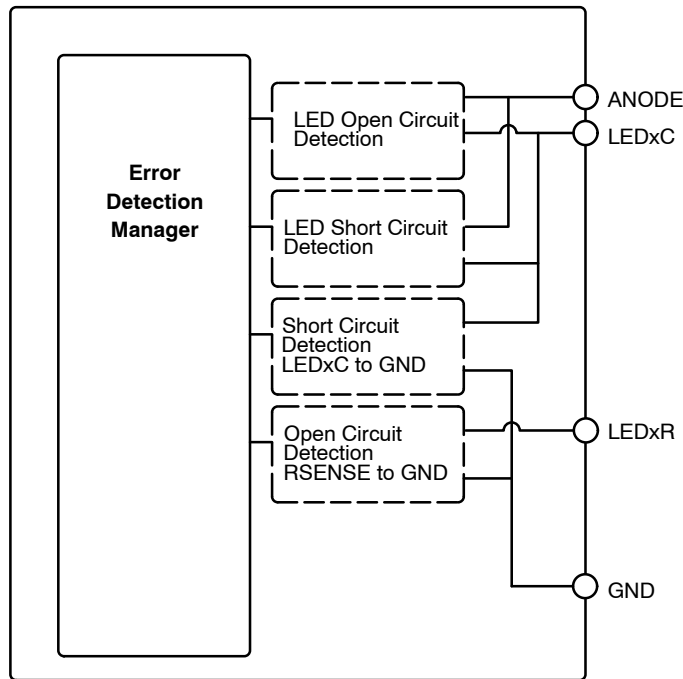 Error
Detection
Manager
LED Open Circuit
Detection
LED Short Circuit
Detection
Short Circuit
Detection
LEDxC to GND
Open Circuit
Detection
RSENSE to GND
ANODE
LEDxC
LEDxR
GND